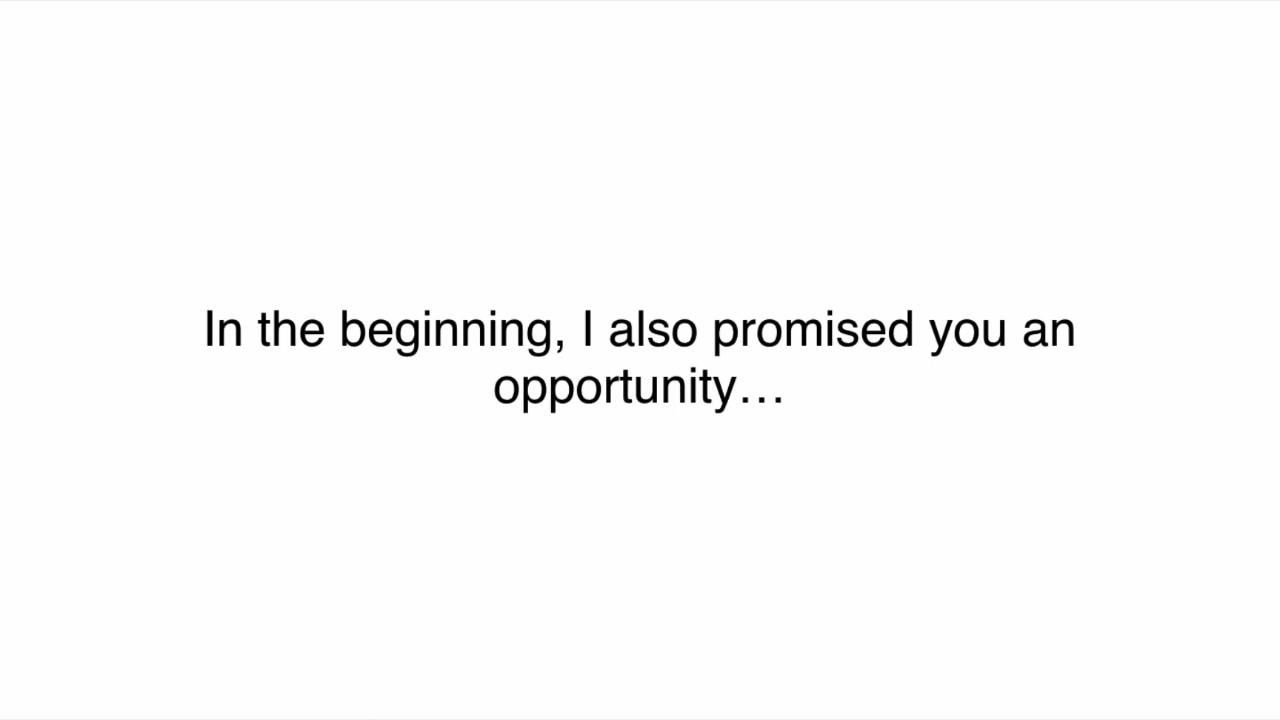 In the beginning, I also promised you an
opportunity…